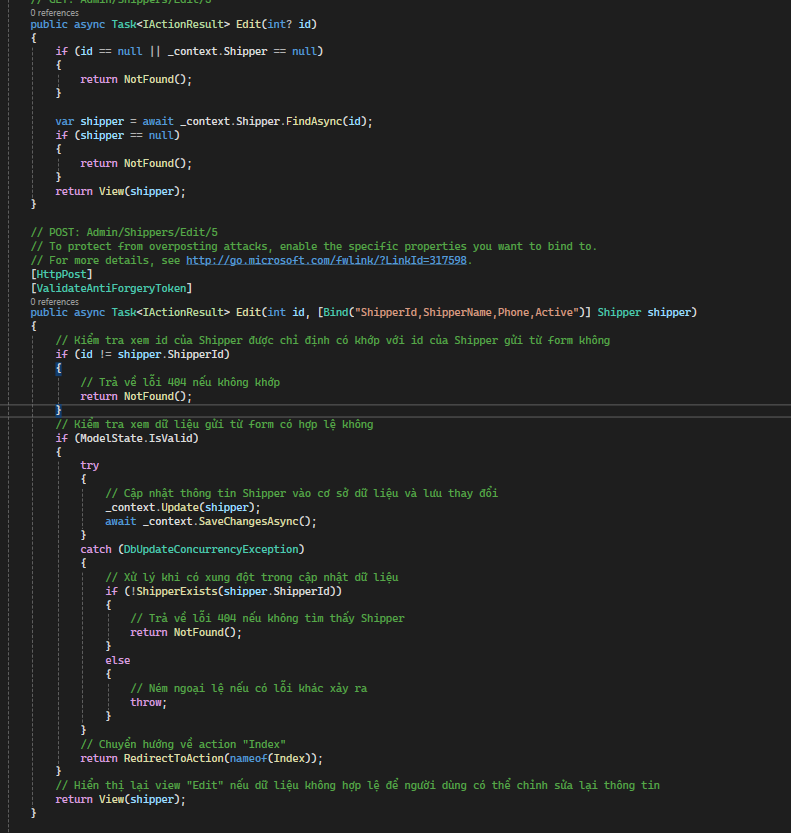 // GET: Admin/Shippers/Edit/5
0 references
public async Task<IActionResult> Edit(int? id)
{
    if (id == null || _context.Shipper == null)
    {
        return NotFound();
    }

    var shipper = await _context.Shipper.FindAsync(id);
    if (shipper == null)
    {
        return NotFound();
    }
    return View(shipper);
}

// POST: Admin/Shippers/Edit/5
// To protect from overposting attacks, enable the specific properties you want to bind to.
// For more details, see http://go.microsoft.com/fwlink/?LinkId=317598.
[HttpPost]
[ValidateAntiForgeryToken]
0 references
public async Task<IActionResult> Edit(int id, [Bind("ShipperId,ShipperName,Phone,Active")] Shipper shipper)
{
    // Kiểm tra xem id của Shipper được chỉ định có khớp với id của Shipper gửi từ form không
    if (id != shipper.ShipperId)
    {
        // Trả về lỗi 404 nếu không khớp
        return NotFound();
    }
    // Kiểm tra xem dữ liệu gửi từ form có hợp lệ không
    if (ModelState.IsValid)
    {
        try
        {
            // Cập nhật thông tin Shipper vào cơ sở dữ liệu và lưu thay đổi
            _context.Update(shipper);
            await _context.SaveChangesAsync();
        }
        catch (DbUpdateConcurrencyException)
        {
            // Xử lý khi có xung đột trong cập nhật dữ liệu
            if (!ShipperExists(shipper.ShipperId))
            {
                // Trả về lỗi 404 nếu không tìm thấy Shipper
                return NotFound();
            }
            else
            {
                // Ném ngoại lệ nếu có lỗi khác xảy ra
                throw;
            }
        }
        // Chuyển hướng về action "Index"
        return RedirectToAction(nameof(Index));
    }
    // Hiển thị lại view "Edit" nếu dữ liệu không hợp lệ để người dùng có thể chỉnh sửa lại thông tin
    return View(shipper);
}